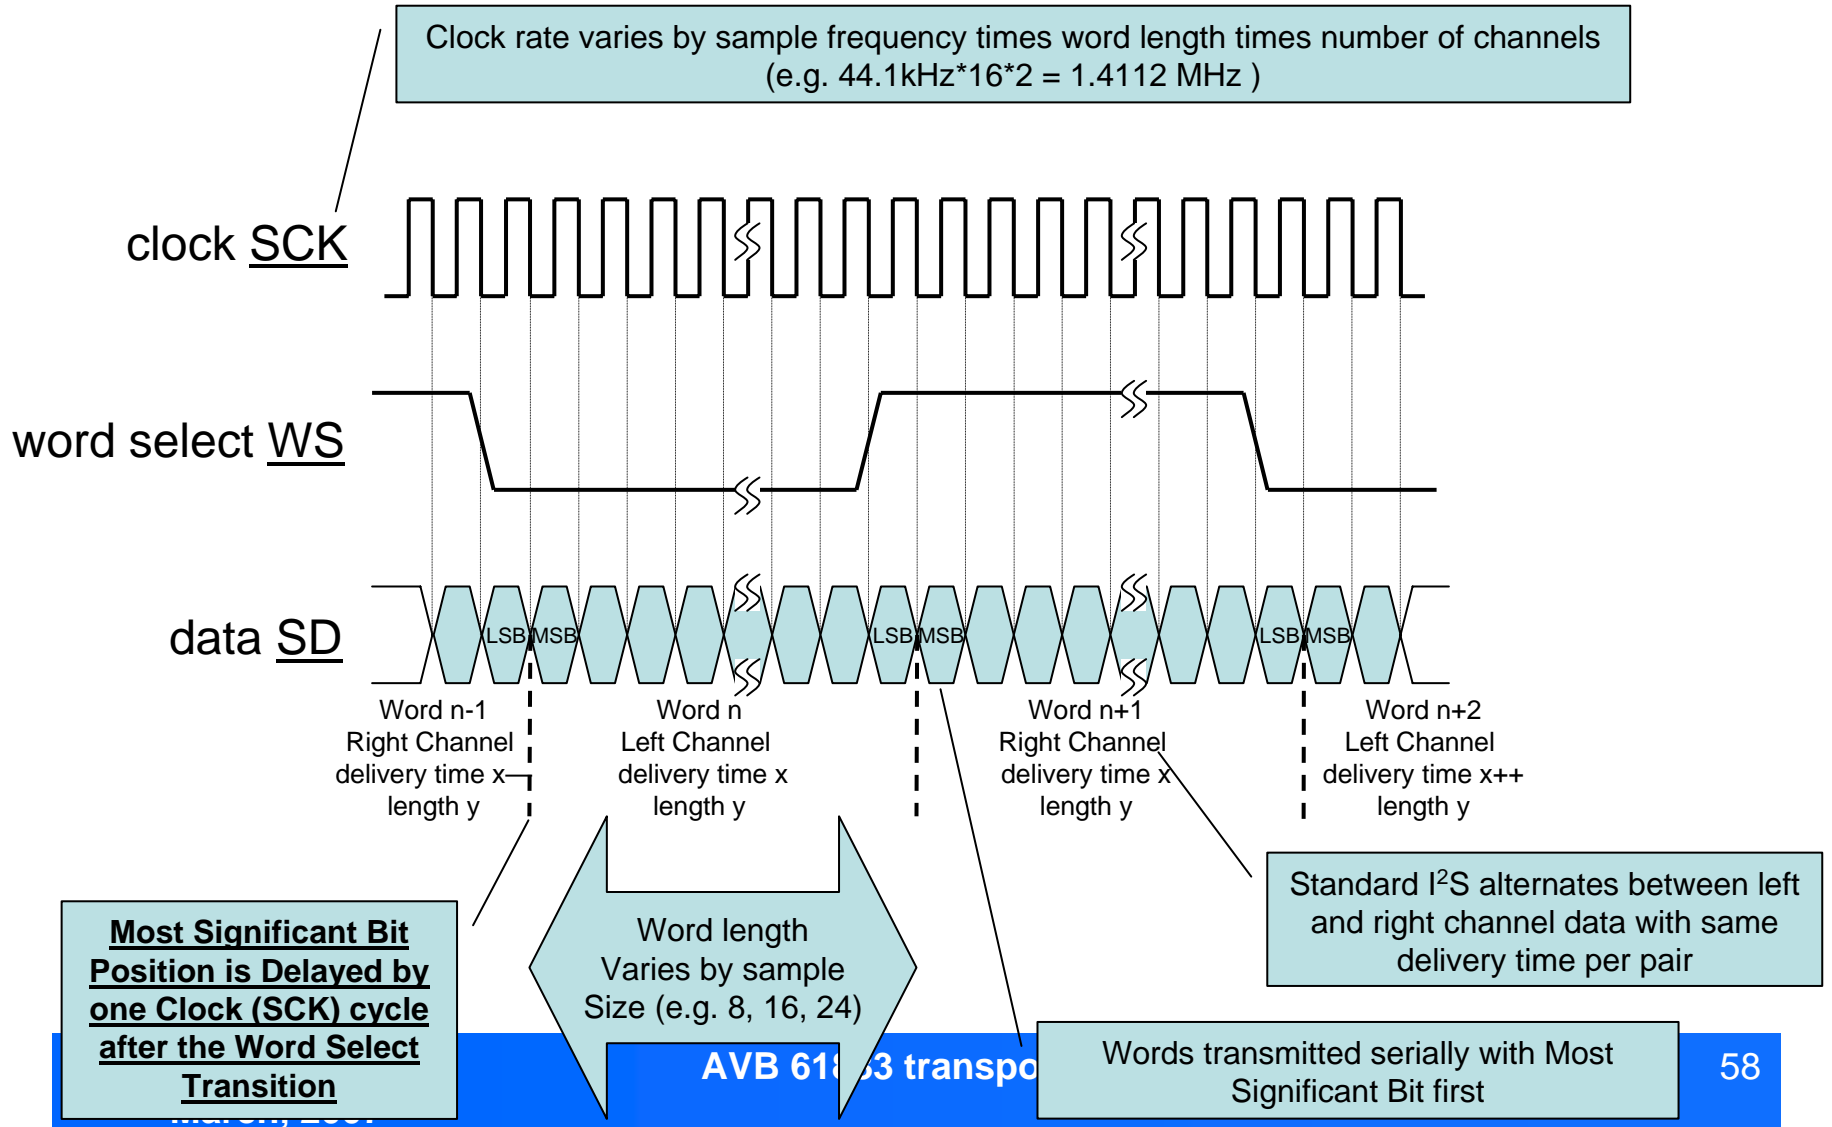 Clock rate varies by sample frequency times word length times number of channels
(e.g. 44.1kHz*16*2 = 1.4112 MHz )
clock SCK
word select WS
data SD
LSB MSB LSB MSB LSB MSB
Word n-1
Right Channel
delivery time x—
length y
Word n
Left Channel
delivery time x
length y
Word n+1
Right Channel
delivery time x
length y
Word n+2
Left Channel
delivery time x++
length y
Most Significant Bit
Position is Delayed by
one Clock (SCK) cycle
after the Word Select
Transition
Word length
Varies by sample
Size (e.g. 8, 16, 24)
Standard I²S alternates between left
and right channel data with same
delivery time per pair
Words transmitted serially with Most
Significant Bit first
AVB
58